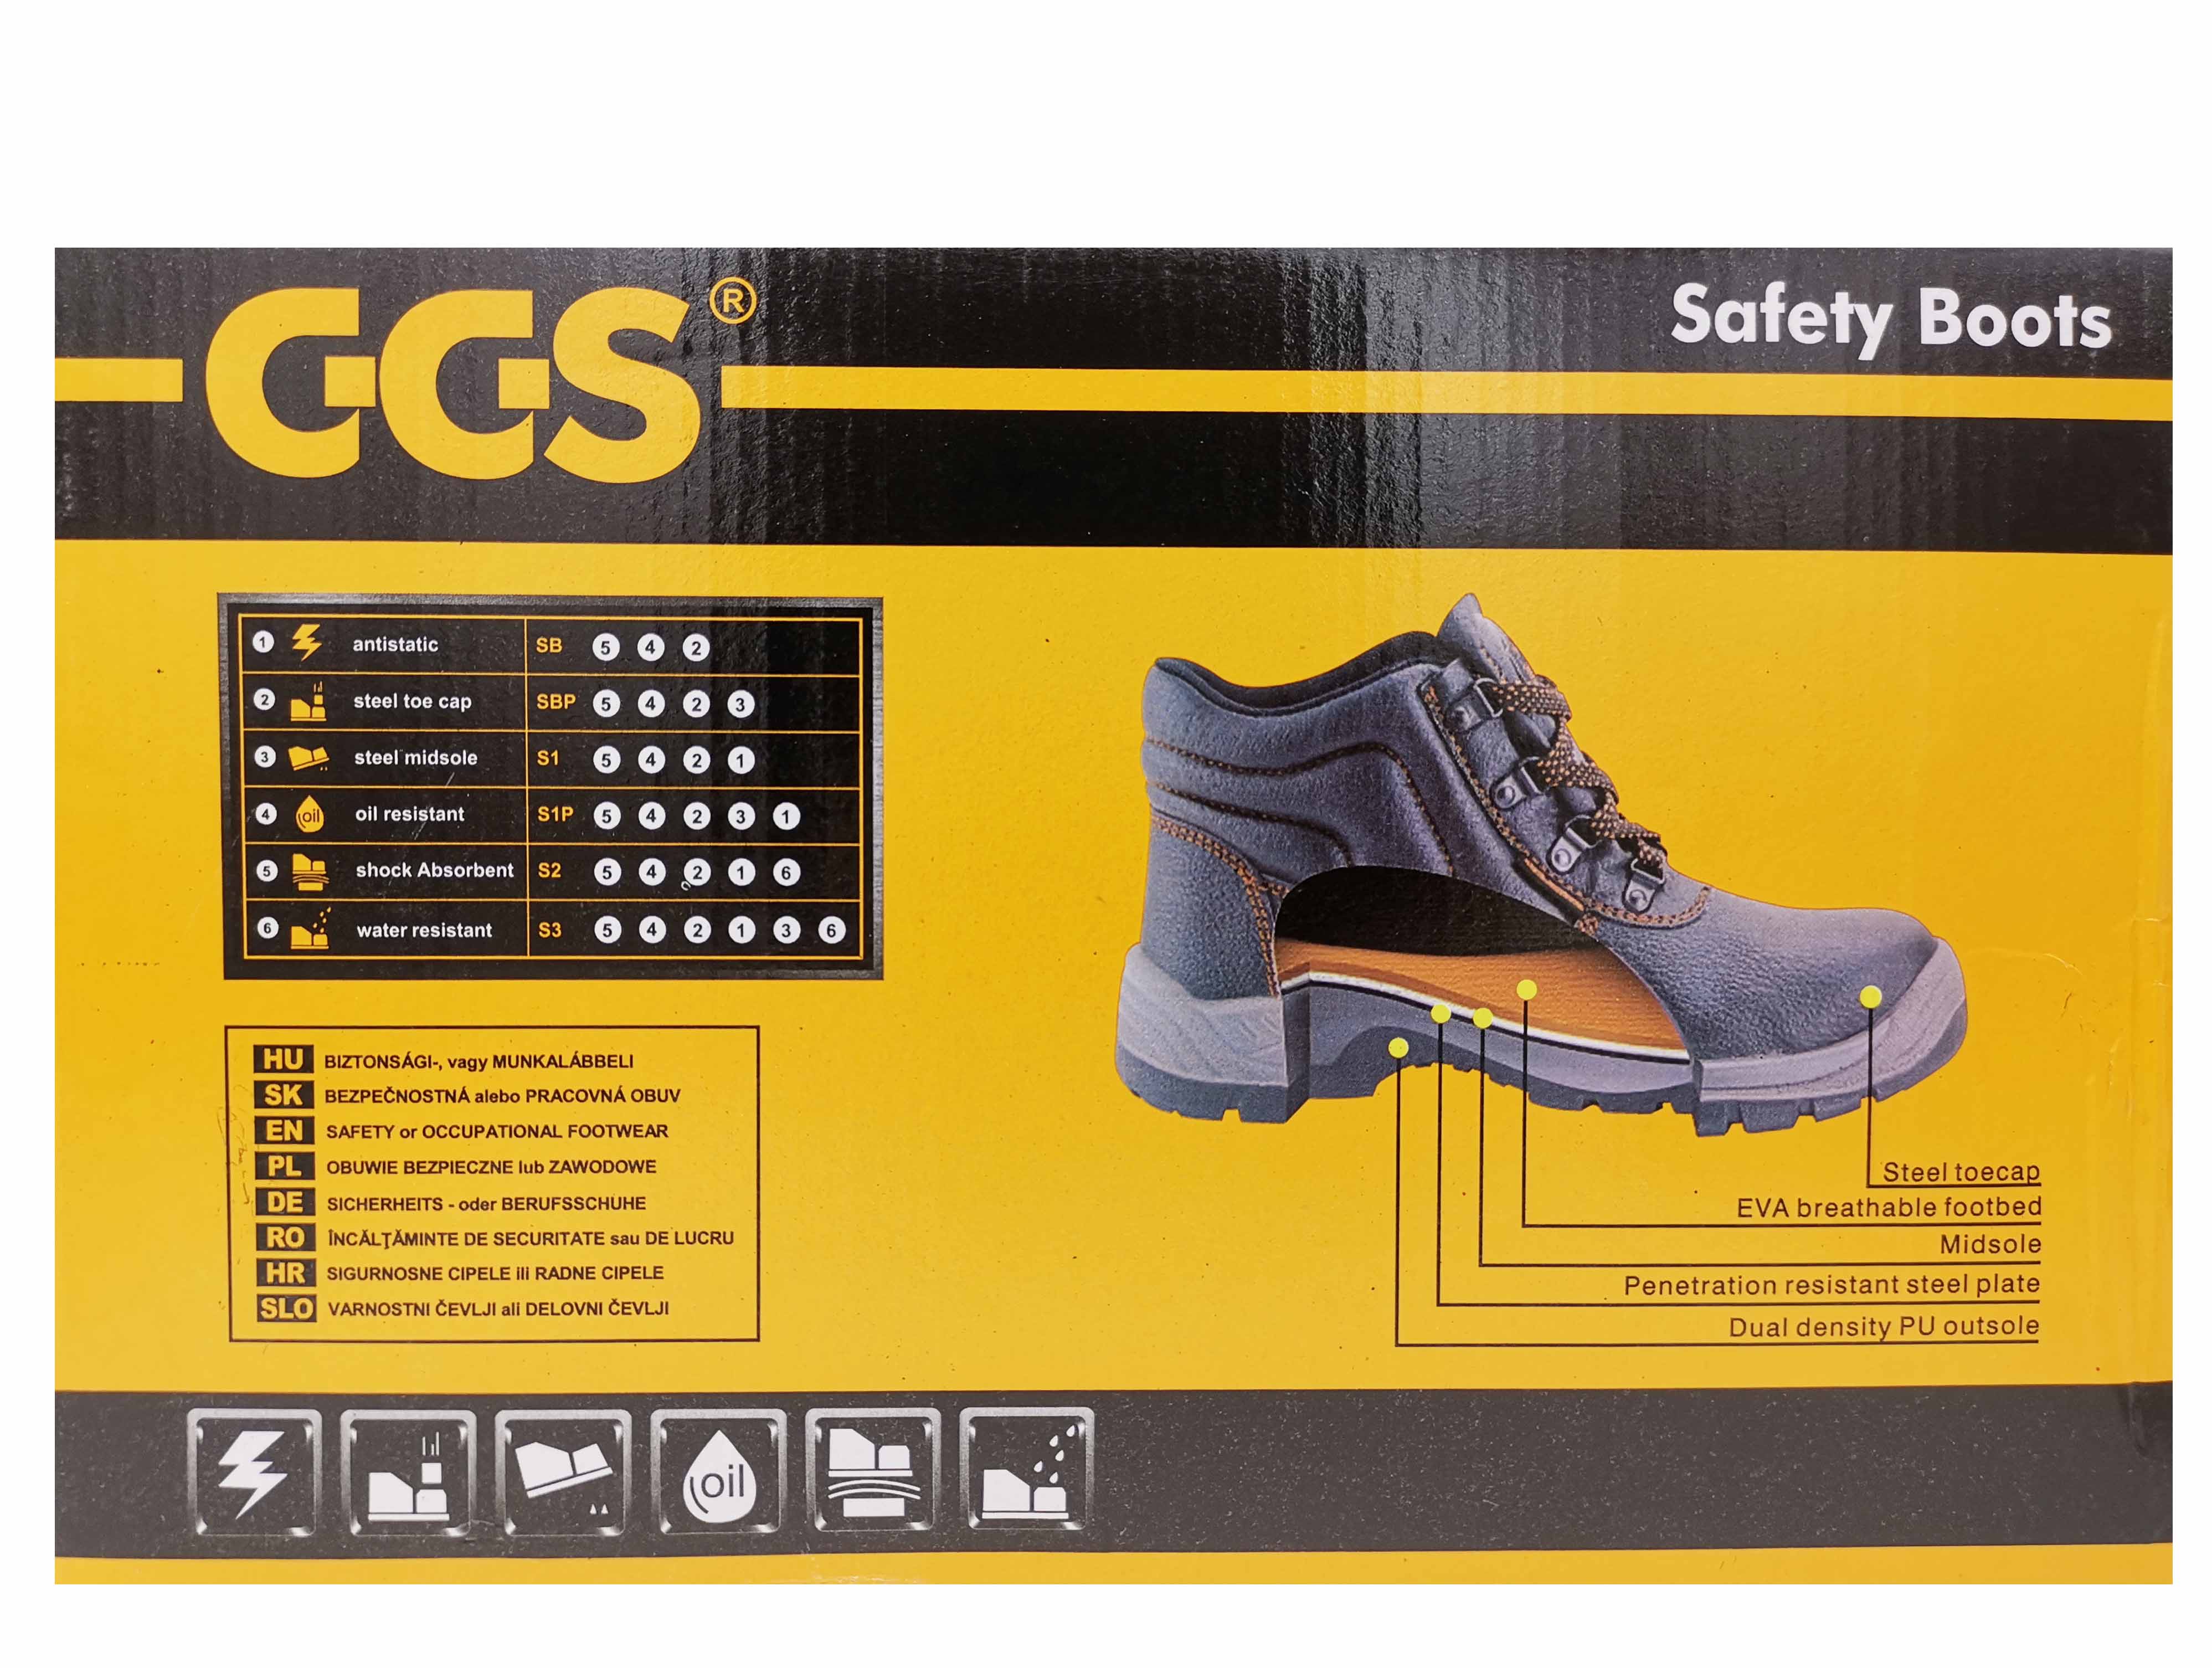 GGS®
Safety Boots
1 antistatic SB 5 4 2
2 steel toe cap SBP 5 4 2 3
3 steel midsole S1 5 4 2 1
4 oil oil resistant S1P 5 4 2 3 1
5 shock Absorbent S2 5 4 2 1 6
6 water resistant S3 5 4 2 1 3 6
HU BIZTONSÁGI-, vagy MUNKALÁBBELI
SK BEZPEČNOSTNÁ alebo PRACOVNÁ OBUV
EN SAFETY or OCCUPATIONAL FOOTWEAR
PL OBUWIE BEZPIECZNE lub ZAWODOWE
DE SICHERHEITS - oder BERUFSSCHUHE
RO ÎNCĂLŢĂMINTE DE SECURITATE sau DE LUCRU
HR SIGURNOSNE CIPELE ili RADNE CIPELE
SLO VARNOSTNI ČEVLJI ali DELOVNI ČEVLJI
Steel toecap
EVA breathable footbed
Midsole
Penetration resistant steel plate
Dual density PU outsole
oil